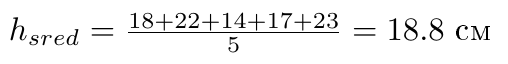 $h_{sred} = \frac{18+22+14+17+23}{5} = 18.8$ см